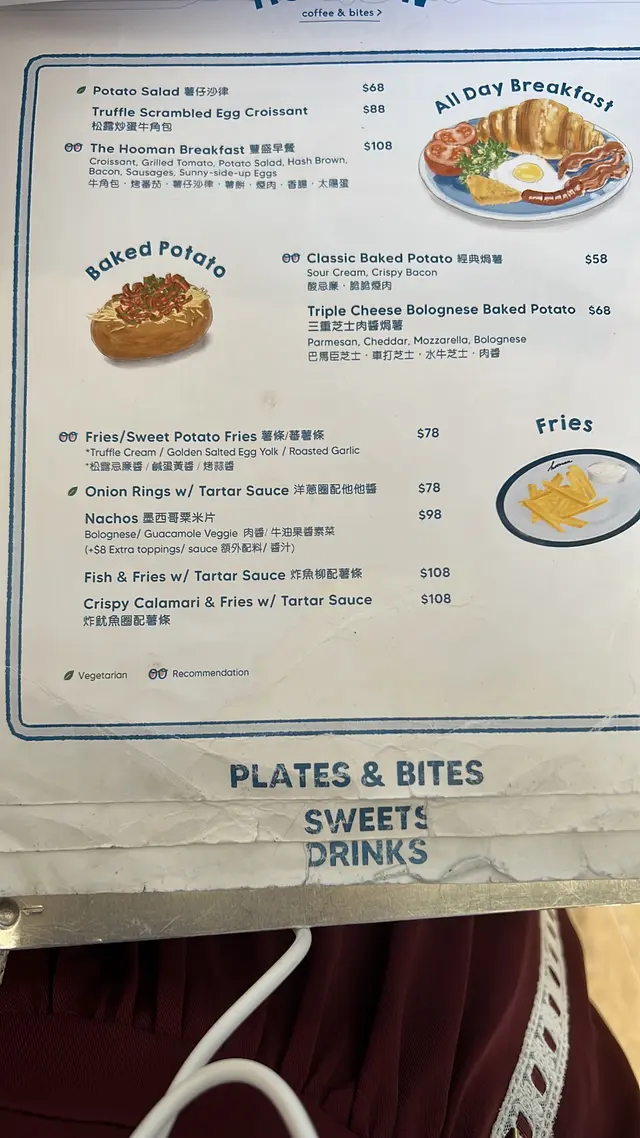 coffee & bites >
Potato Salad 薯仔沙律 $68
Truffle Scrambled Egg Croissant $88
松露炒蛋牛角包
The Hooman Breakfast 豐盛早餐 $108
Croissant, Grilled Tomato, Potato Salad, Hash Brown,
Bacon, Sausages, Sunny-side-up Eggs
牛角包・烤蕃茄・薯仔沙律・薯餅・煙肉・香腸・太陽蛋
All Day Breakfast
Baked Potato
Classic Baked Potato 經典焗薯 $58
Sour Cream, Crispy Bacon
酸忌廉・脆脆煙肉
Triple Cheese Bolognese Baked Potato $68
三重芝士肉醬焗薯
Parmesan, Cheddar, Mozzarella, Bolognese
巴馬臣芝士・車打芝士・水牛芝士・肉醬
Fries
Fries/Sweet Potato Fries 薯條/蕃薯條 $78
*Truffle Cream / Golden Salted Egg Yolk / Roasted Garlic
*松露忌廉醬 / 鹹蛋黃醬 / 烤蒜醬
Onion Rings w/ Tartar Sauce 洋蔥圈配他他醬 $78
Nachos 墨西哥粟米片 $98
Bolognese/ Guacamole Veggie 肉醬/ 牛油果醬素菜
(+$8 Extra toppings/ sauce 額外配料/ 醬汁)
Fish & Fries w/ Tartar Sauce 炸魚柳配薯條 $108
Crispy Calamari & Fries w/ Tartar Sauce $108
炸魷魚圈配薯條
Vegetarian Recommendation
PLATES & BITES
SWEETS
DRINKS